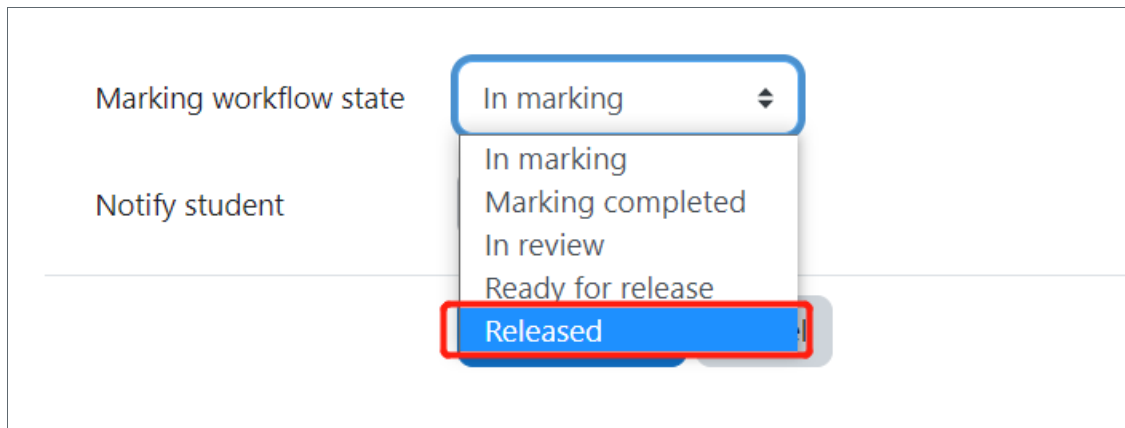 Marking workflow state
In marking
In marking
Marking completed
Notify student
In review
Ready for release
Released